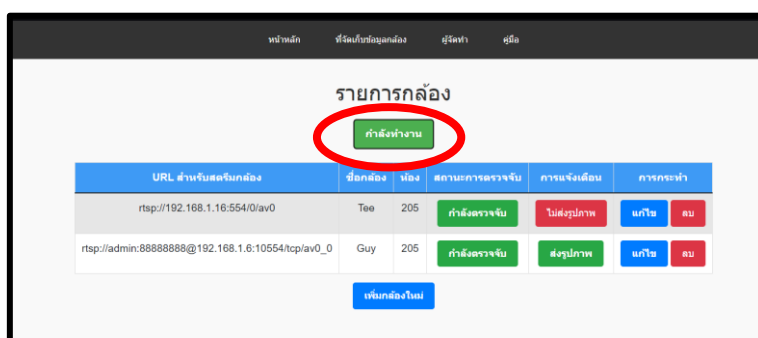 หน้าหลัก ที่จัดเก็บข้อมูลกล้อง ผู้จัดทำ คู่มือ
รายการกล้อง
กำลังทำงาน
URL สำหรับสตรีมกล้อง ชื่อกล้อง ห้อง สถานะการตรวจจับ การแจ้งเตือน การกระทำ
rtsp://192.168.1.16:554/0/av0 Tee 205 กำลังตรวจจับ ไม่ส่งรูปภาพ แก้ไข ลบ
rtsp://admin:88888888@192.168.1.6:10554/tcp/av0_0 Guy 205 กำลังตรวจจับ ส่งรูปภาพ แก้ไข ลบ
เพิ่มกล้องใหม่